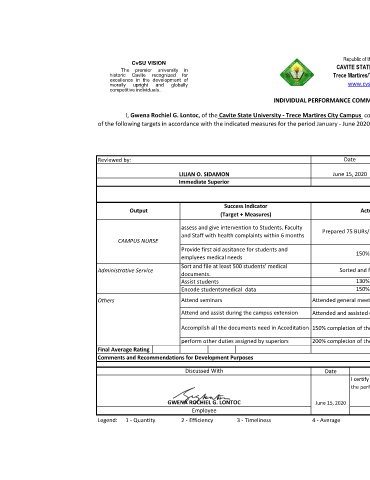 CvSU VISION
The premier university in
historic Cavite recognized for
excellence in the development of
morally upright and globally
competitive individuals.
Republic of th
CAVITE STAT
Trece Martires/T
www.cvs
INDIVIDUAL PERFORMANCE COMM
I, Gwena Rochiel G. Lontoc, of the Cavite State University - Trece Martires City Campus co
of the following targets in accordance with the indicated measures for the period January - June 2020
Reviewed by: Date
LILIAN O. SIDAMON June 15, 2020
Immediate Superior
Output Success Indicator Actu
(Target + Measures)
CAMPUS NURSE
assess and give intervention to Students, Faculty
and Staff with health complaints within 6 months Prepared 75 BURs/
Provide first aid assitance for students and
emplyees medical needs 150%
Administrative Service Sort and file at least 500 students' medical
documents. Sorted and f
Assist students 130%
Encode studentsmedical data 150%
Others Attend seminars Attended general meet
Attend and assist during the campus extension Attended and assisted
Accomplish all the documents need in Accreditation 150% completion of the
perform other duties assigned by superiors 200% completion of the
Final Average Rating
Comments and Recommendations for Development Purposes
Discussed With Date
I certify
the perf
GWENA ROCHIEL G. LONTOC June 15, 2020
Employee
Legend: 1 - Quantity 2 - Efficiency 3 - Timeliness 4 - Average